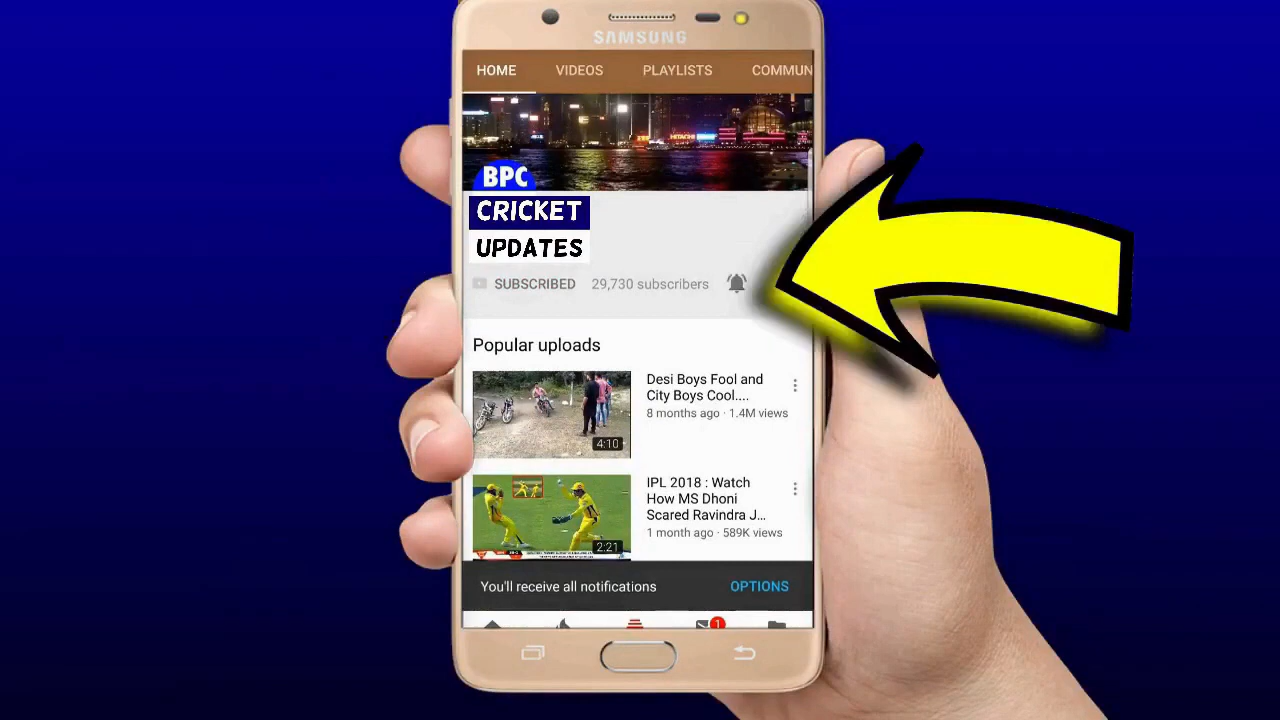 SAMSUNG
HOME VIDEOS PLAYLISTS COMMUN
HITACHI
BPC
CRICKET
UPDATES
SUBSCRIBED 29,730 subscribers
Popular uploads
Desi Boys Fool and
City Boys Cool....
8 months ago · 1.4M views
4:10
IPL 2018 : Watch
How MS Dhoni
Scared Ravindra J...
1 month ago · 589K views
2:21
You'll receive all notifications OPTIONS
1